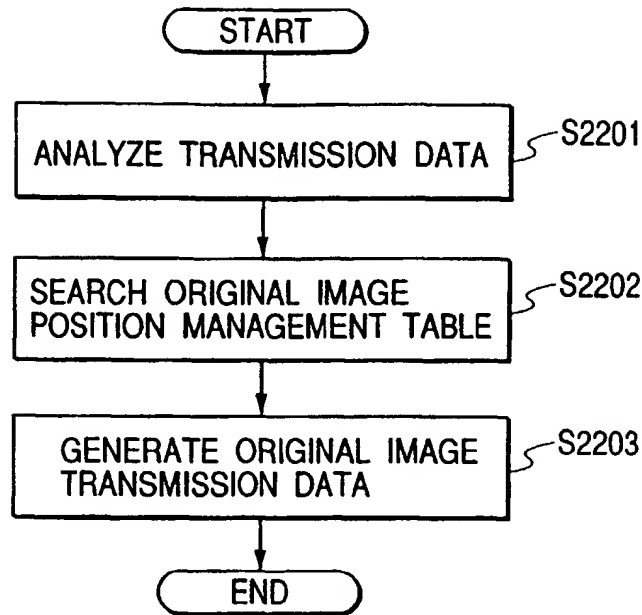 START
ANALYZE TRANSMISSION DATA
S2201
SEARCH ORIGINAL IMAGE
POSITION MANAGEMENT TABLE
S2202
GENERATE ORIGINAL IMAGE
TRANSMISSION DATA
S2203
END